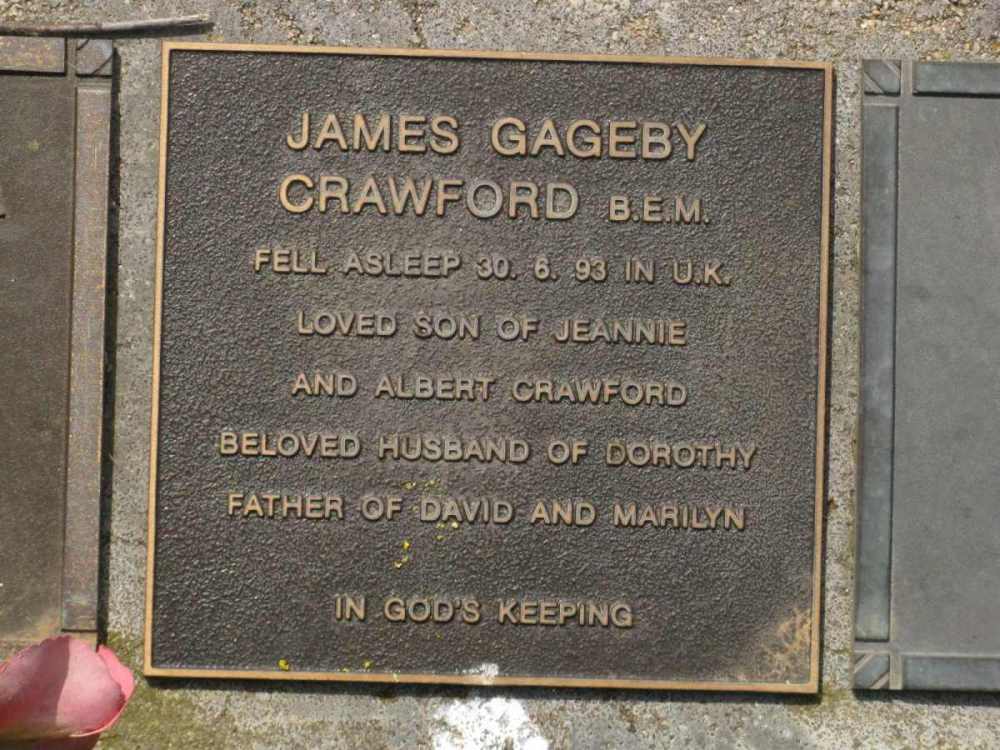 JAMES GAGEBY
CRAWFORD B.E.M.
FELL ASLEEP 30. 6. 93 IN U.K.
LOVED SON OF JEANNIE
AND ALBERT CRAWFORD
BELOVED HUSBAND OF DOROTHY
FATHER OF DAVID AND MARILYN
IN GOD'S KEEPING